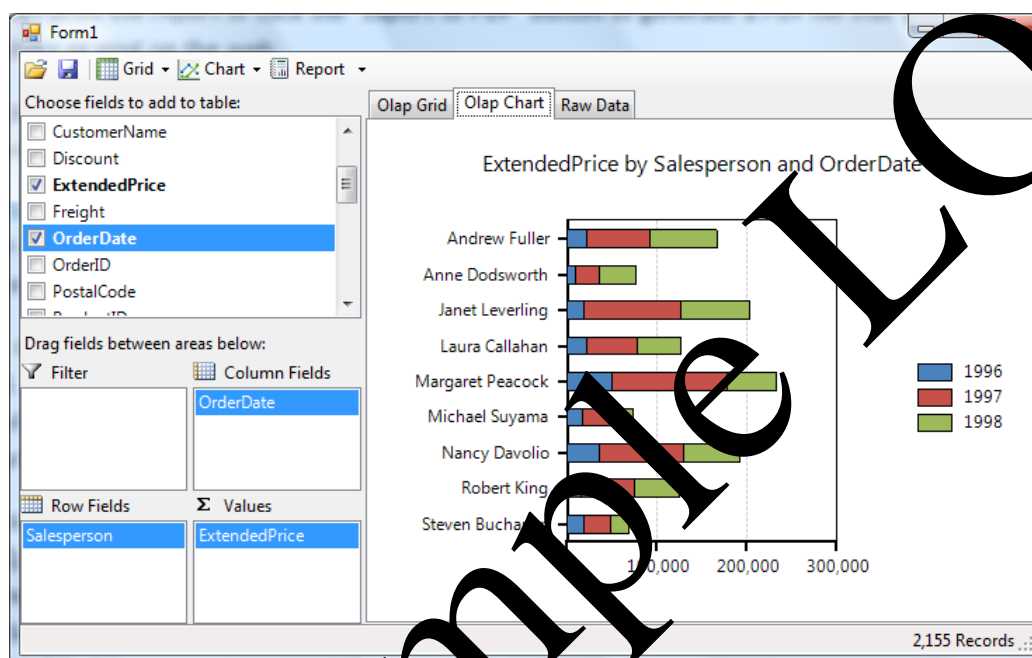 Form1
Grid Chart Report
Choose fields to add to table:
CustomerName
Discount
ExtendedPrice
Freight
OrderDate
OrderID
PostalCode
Drag fields between areas below:
Filter
Column Fields
OrderDate
Row Fields
Σ Values
Salesperson
ExtendedPrice
Olap Grid Olap Chart Raw Data
ExtendedPrice by Salesperson and OrderDate
Andrew Fuller
Anne Dodsworth
Janet Leverling
Laura Callahan
Margaret Peacock
Michael Suyama
Nancy Davolio
Robert King
Steven
200,000 300,000
1996
1997
1998
2,155 Records